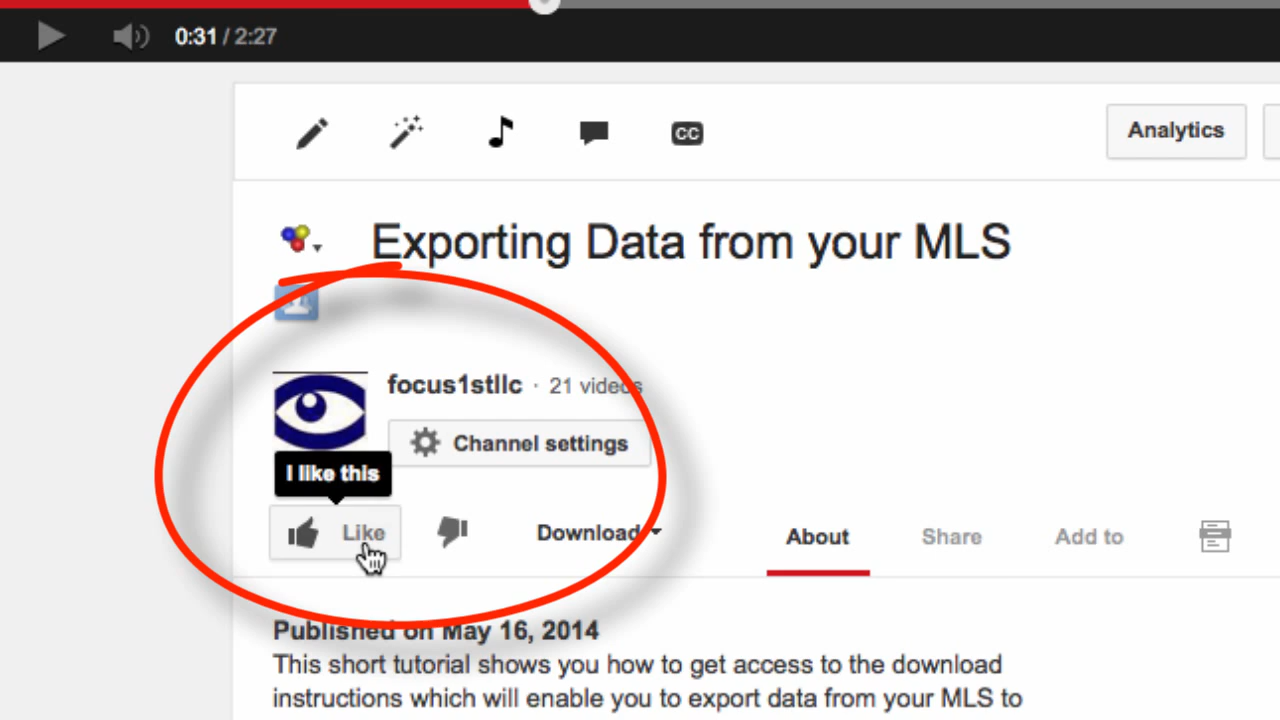 0:31 / 2:27
CC
Analytics
Exporting Data from your MLS
focus1stllc · 21 videos
Channel settings
I like this
Like
Download
About
Share
Add to
Published on May 16, 2014
This short tutorial shows you how to get access to the download
instructions which will enable you to export data from your MLS to